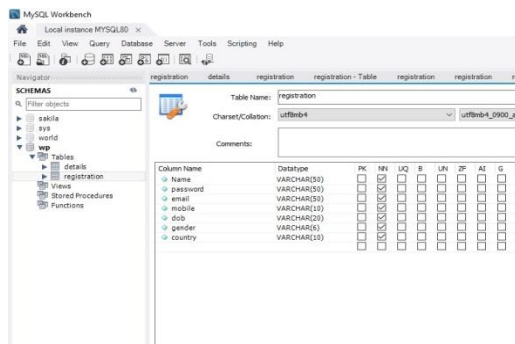 MySQL Workbench
Local instance MYSQL80 ×
File Edit View Query Database Server Tools Scripting Help
Navigator
SCHEMAS
Filter objects
sakila
sys
world
wp
Tables
details
registration
Views
Stored Procedures
Functions
registration details registration registration - Table registration registration
Table Name: registration
Charset/Collation: utf8mb4 utf8mb4_0900_a
Comments:
Column Name Datatype PK NN UQ B UN ZF AI G
Name VARCHAR(50)
password VARCHAR(50)
email VARCHAR(50)
mobile VARCHAR(10)
dob VARCHAR(20)
gender VARCHAR(6)
country VARCHAR(10)